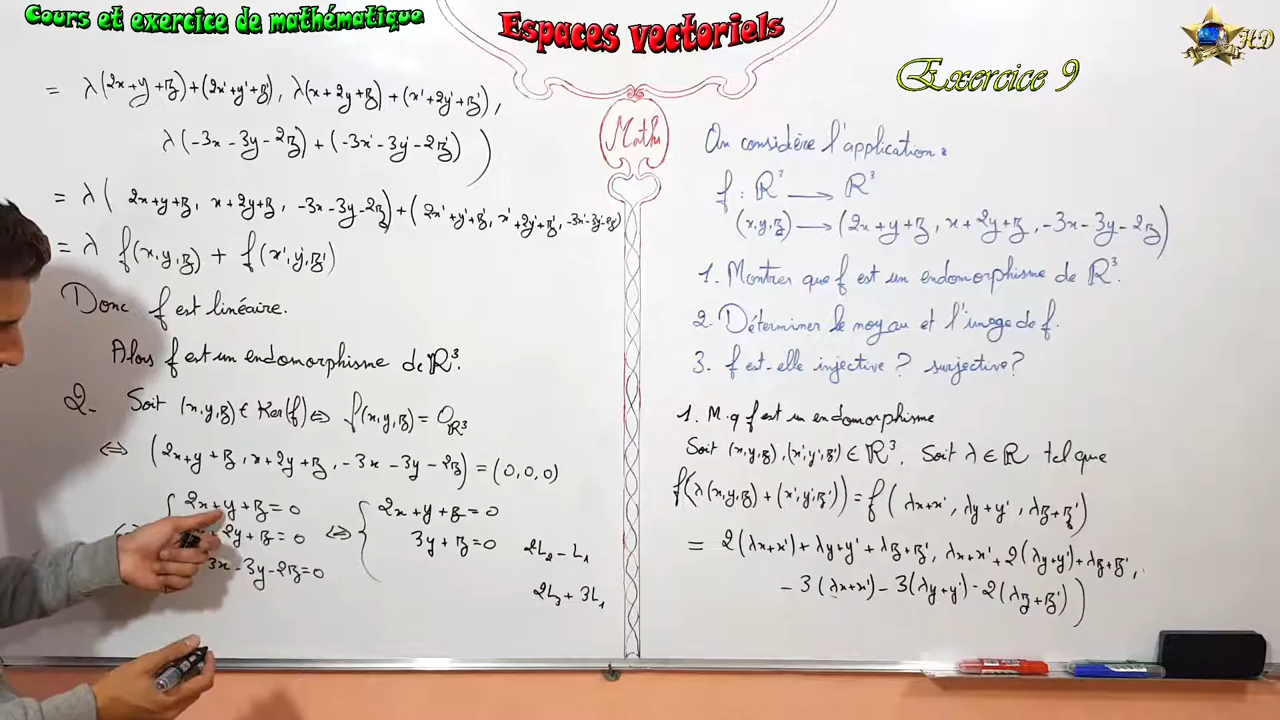 Cours et exercice de mathématique
Espaces vectoriels
HD
Exercice 9
Maths
= λ(2x+y+z)+(2x'+y'+z'), λ(x+2y+z)+(x'+2y'+z'),
λ(-3x-3y-2z)+(-3x'-3y'-2z'))
= λ( 2x+y+z, x+2y+z, -3x-3y-2z)+(2x'+y'+z', x'+2y'+z', -3x'-3y'-2z')
= λ f(x,y,z) + f(x',y',z')
Donc f est linéaire.
Alors f est un endomorphisme de ℝ³.
2. Soit (x,y,z) ∈ Ker(f) ⇔ f(x,y,z) = 0_ℝ³
⇔ (2x+y+z, x+2y+z, -3x-3y-2z) = (0,0,0)
{ 2x+y+z=0 ⇔ { 2x+y+z=0
2y+z=0 3y+z=0 2L₂-L₁
3x-3y-2z=0 2L₃+3L₁
On considère l'application:
f: ℝ³ → ℝ³
(x,y,z) → (2x+y+z, x+2y+z, -3x-3y-2z)
1. Montrer que f est un endomorphisme de ℝ³.
2. Déterminer le noyau et l'image de f.
3. f est-elle injective? surjective?
1. M.q f est un endomorphisme
Soit (x,y,z),(x',y',z') ∈ ℝ³. Soit λ ∈ ℝ tel que
f(λ(x,y,z)+(x',y',z')) = f(λx+x', λy+y', λz+z')
= 2(λx+x')+λy+y'+λz+z', λx+x'+2(λy+y')+λz+z',
-3(λx+x')-3(λy+y')-2(λz+z'))